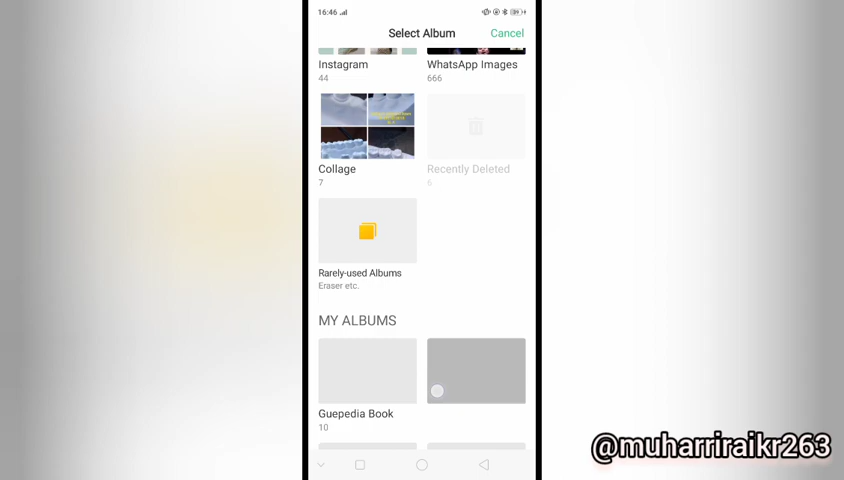 16:46
Select Album
Cancel
Instagram
44
WhatsApp Images
666
Collage
7
Recently Deleted
6
Rarely-used Albums
Eraser etc.
MY ALBUMS
Guepedia Book
10
@muharriraikr263